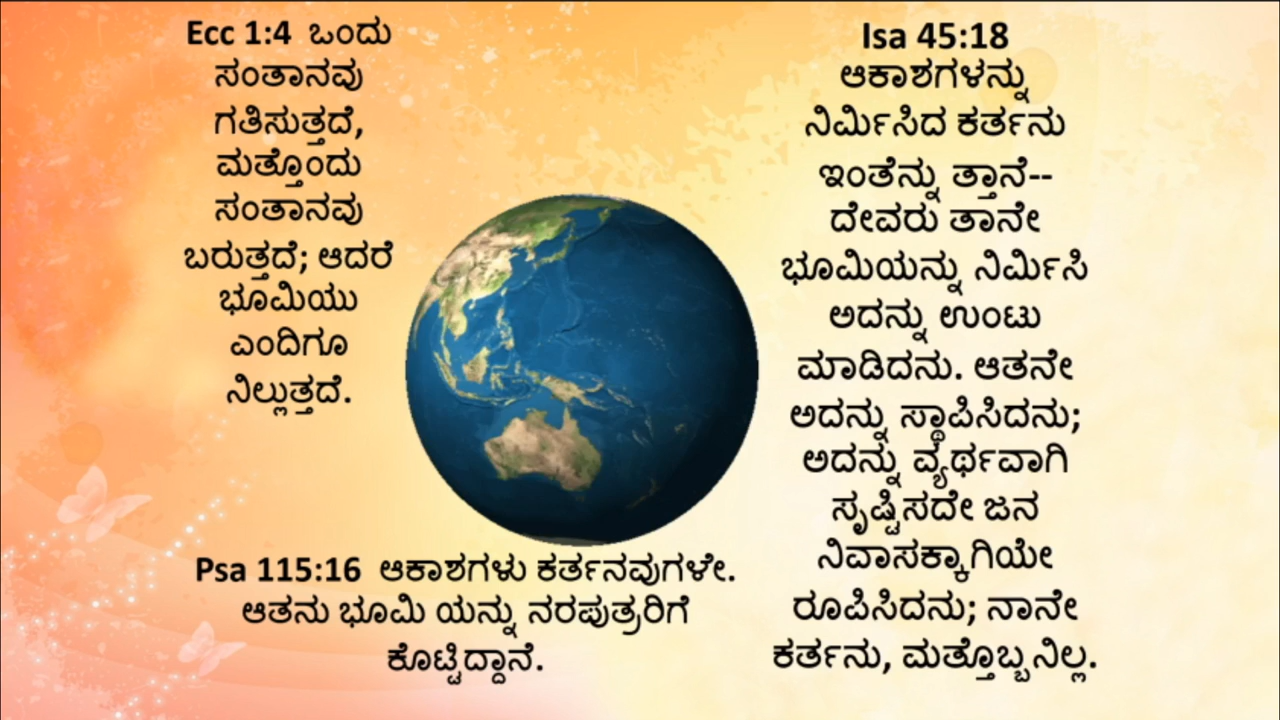 Ecc 1:4 ಒಂದು
ಸಂತಾನವು
ಗತಿಸುತ್ತದೆ,
ಮತ್ತೊಂದು
ಸಂತಾನವು
ಬರುತ್ತದೆ; ಆದರೆ
ಭೂಮಿಯು
ಎಂದಿಗೂ
ನಿಲ್ಲುತ್ತದೆ.
Isa 45:18
ಆಕಾಶಗಳನ್ನು
ನಿರ್ಮಿಸಿದ ಕರ್ತನು
ಇಂತೆನ್ನು ತ್ತಾನೆ--
ದೇವರು ತಾನೇ
ಭೂಮಿಯನ್ನು ನಿರ್ಮಿಸಿ
ಅದನ್ನು ಉಂಟು
ಮಾಡಿದನು. ಆತನೇ
ಅದನ್ನು ಸ್ಥಾಪಿಸಿದನು;
ಅದನ್ನು ವ್ಯರ್ಥವಾಗಿ
ಸೃಷ್ಟಿಸದೇ ಜನ
ನಿವಾಸಕ್ಕಾಗಿಯೇ
ರೂಪಿಸಿದನು; ನಾನೇ
ಕರ್ತನು, ಮತ್ತೊಬ್ಬನಿಲ್ಲ.
Psa 115:16 ಆಕಾಶಗಳು ಕರ್ತನವುಗಳೇ.
ಆತನು ಭೂಮಿ ಯನ್ನು ನರಪುತ್ರರಿಗೆ
ಕೊಟ್ಟಿದ್ದಾನೆ.